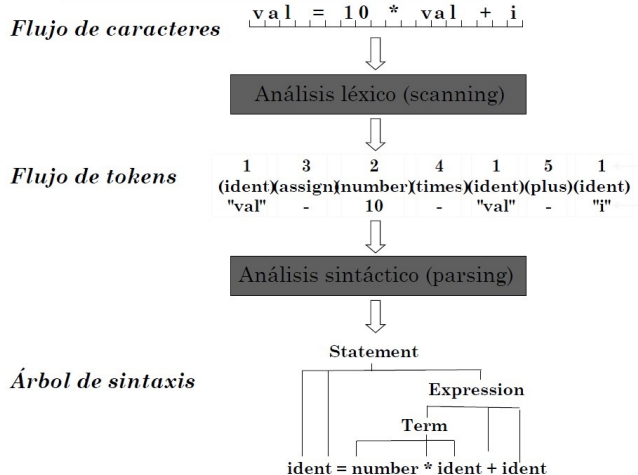 Flujo de caracteres val = 10 * val + i
Análisis léxico (scanning)
Flujo de tokens
1 3 2 4 1 5 1
(ident)(assign)(number)(times)(ident)(plus)(ident)
"val" - 10 - "val" - "i"
Análisis sintáctico (parsing)
Árbol de sintaxis
Statement
Expression
Term
ident = number * ident + ident